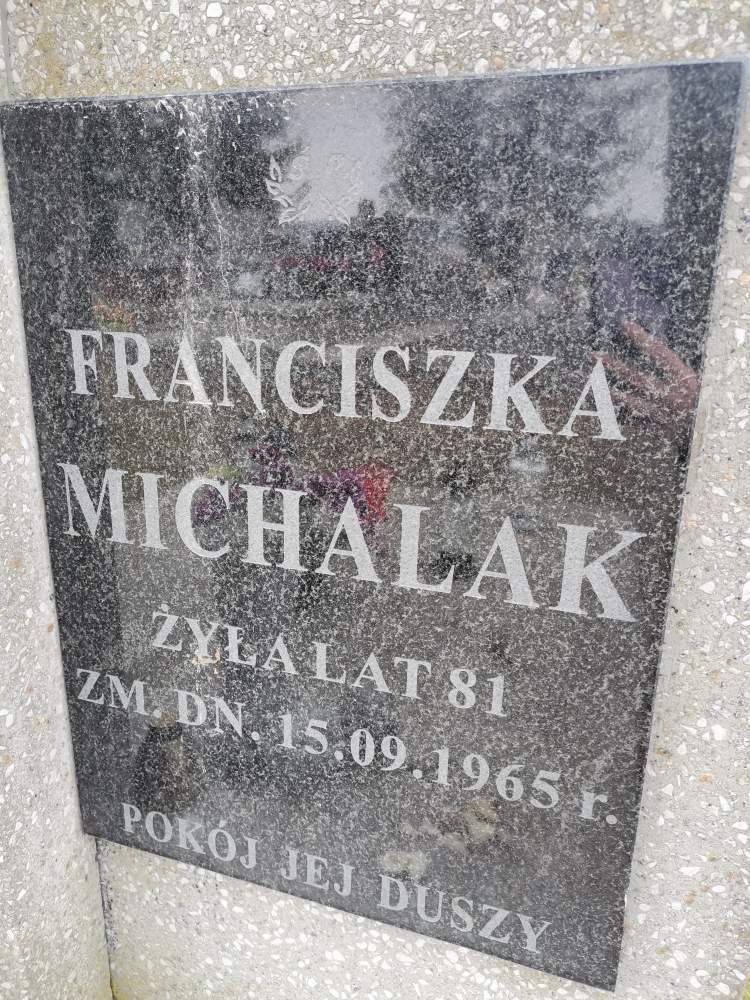 FRANCISZKA
MICHALAK
ŻYŁA LAT 81
ZM. DN. 15.09.1965 r.
POKÓJ JEJ DUSZY